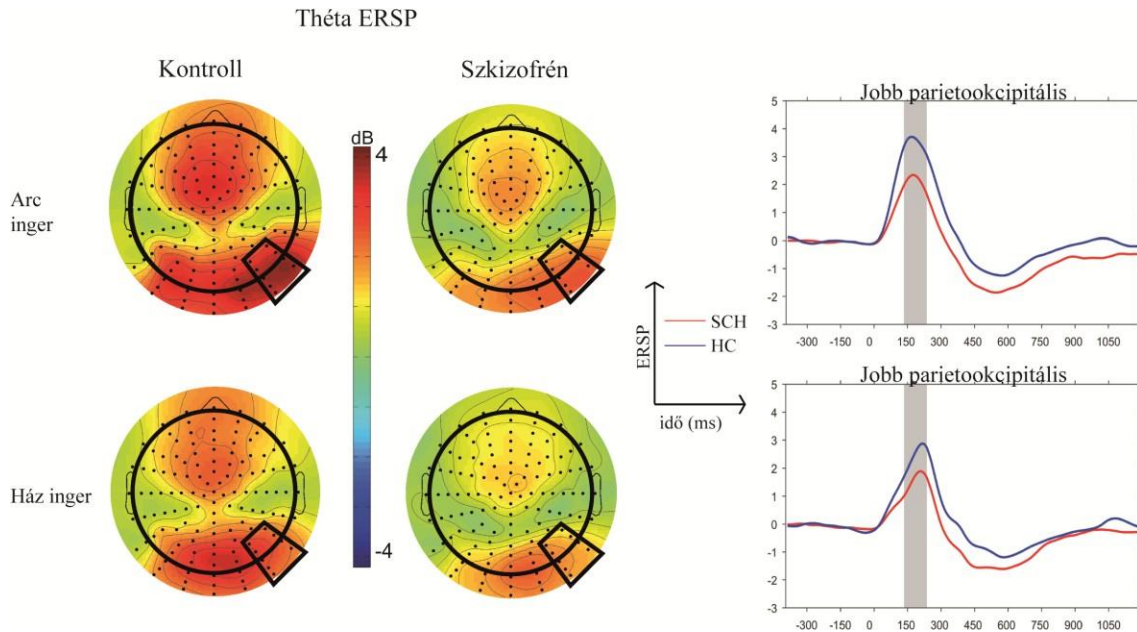 Théta ERSP
Kontroll
Szkizofrén
dB
4
-4
Arc
inger
Ház inger
ERSP
idő (ms)
SCH
HC
Jobb parietookcipitális
5
4
3
2
1
0
-1
-2
-3
-300 -150 0 150 300 450 600 750 900 1050
Jobb parietookcipitális
5
4
3
2
1
0
-1
-2
-3
-300 -150 0 150 300 450 600 750 900 1050